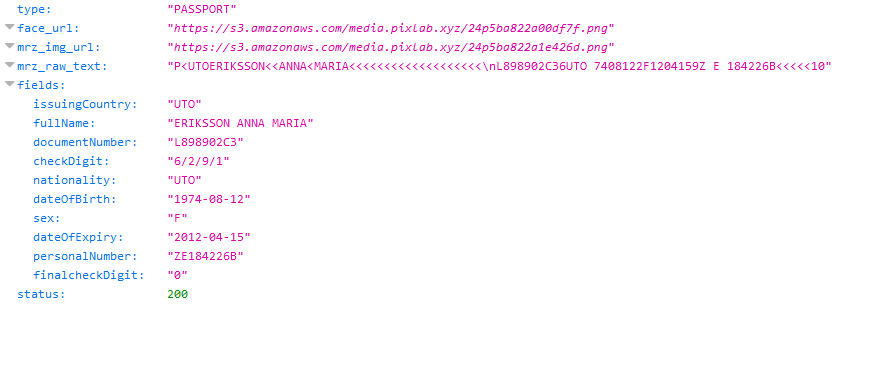 type: "PASSPORT"
face_url: "https://s3.amazonaws.com/media.pixlab.xyz/24p5ba822a00df7f.png"
mrz_img_url: "https://s3.amazonaws.com/media.pixlab.xyz/24p5ba822a1e426d.png"
mrz_raw_text: "P<UTOERIKSSON<<ANNA<MARIA<<<<<<<<<<<<<<<<<<<\nL898902C36UTO 7408122F1204159Z E 184226B<<<<<10"
fields:
issuingCountry: "UTO"
fullName: "ERIKSSON ANNA MARIA"
documentNumber: "L898902C3"
checkDigit: "6/2/9/1"
nationality: "UTO"
dateOfBirth: "1974-08-12"
sex: "F"
dateOfExpiry: "2012-04-15"
personalNumber: "ZE184226B"
finalcheckDigit: "0"
status: 200